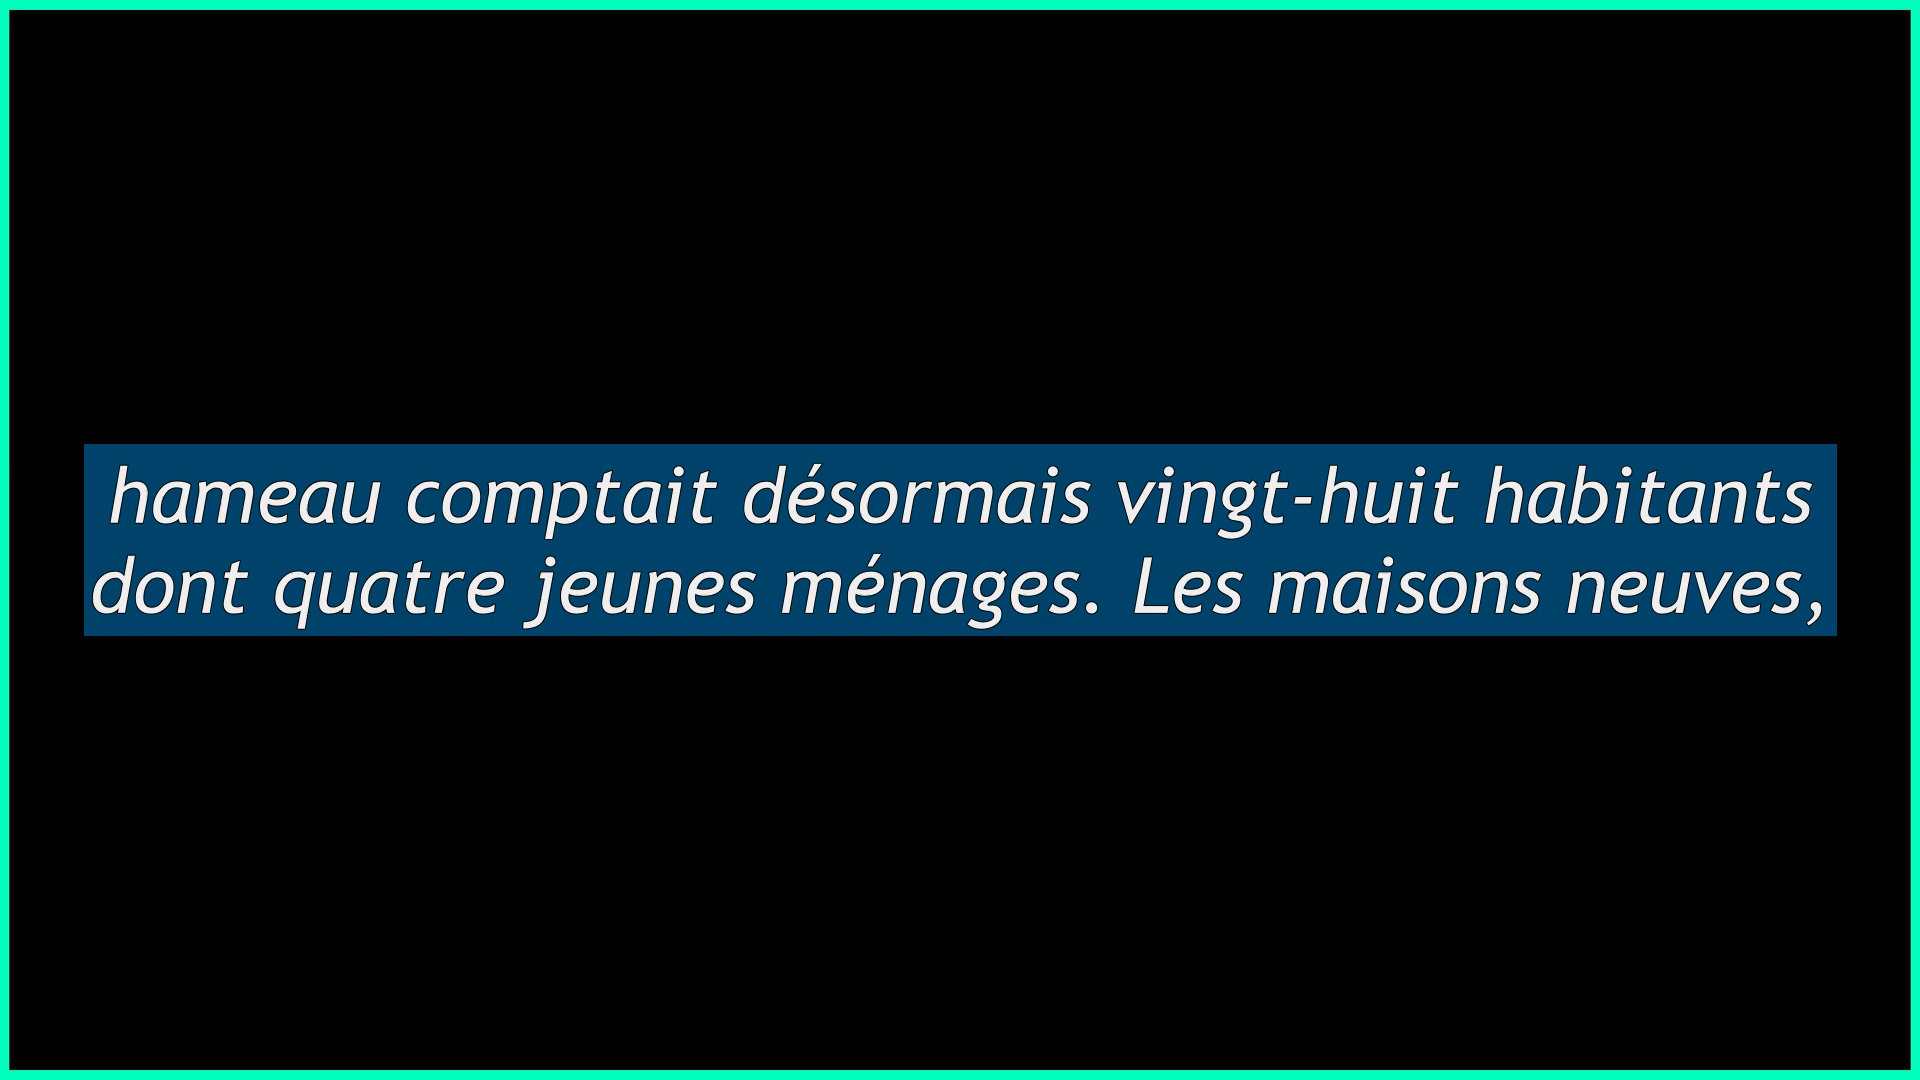 hameau comptait désormais vingt-huit habitants
dont quatre jeunes ménages. Les maisons neuves,